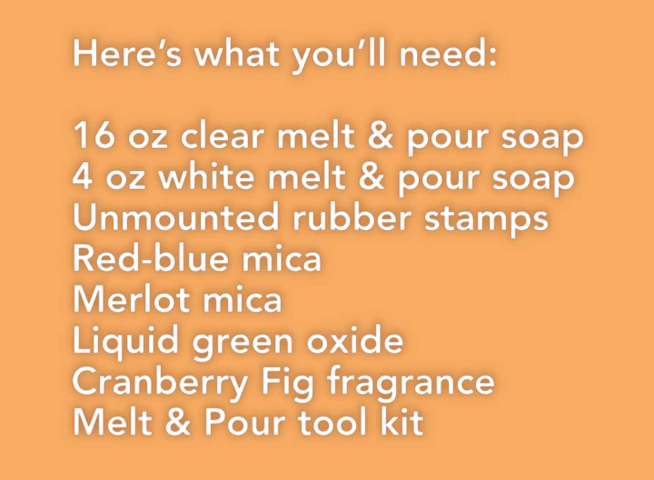 Here’s what you’ll need:
16 oz clear melt & pour soap
4 oz white melt & pour soap
Unmounted rubber stamps
Red-blue mica
Merlot mica
Liquid green oxide
Cranberry Fig fragrance
Melt & Pour tool kit